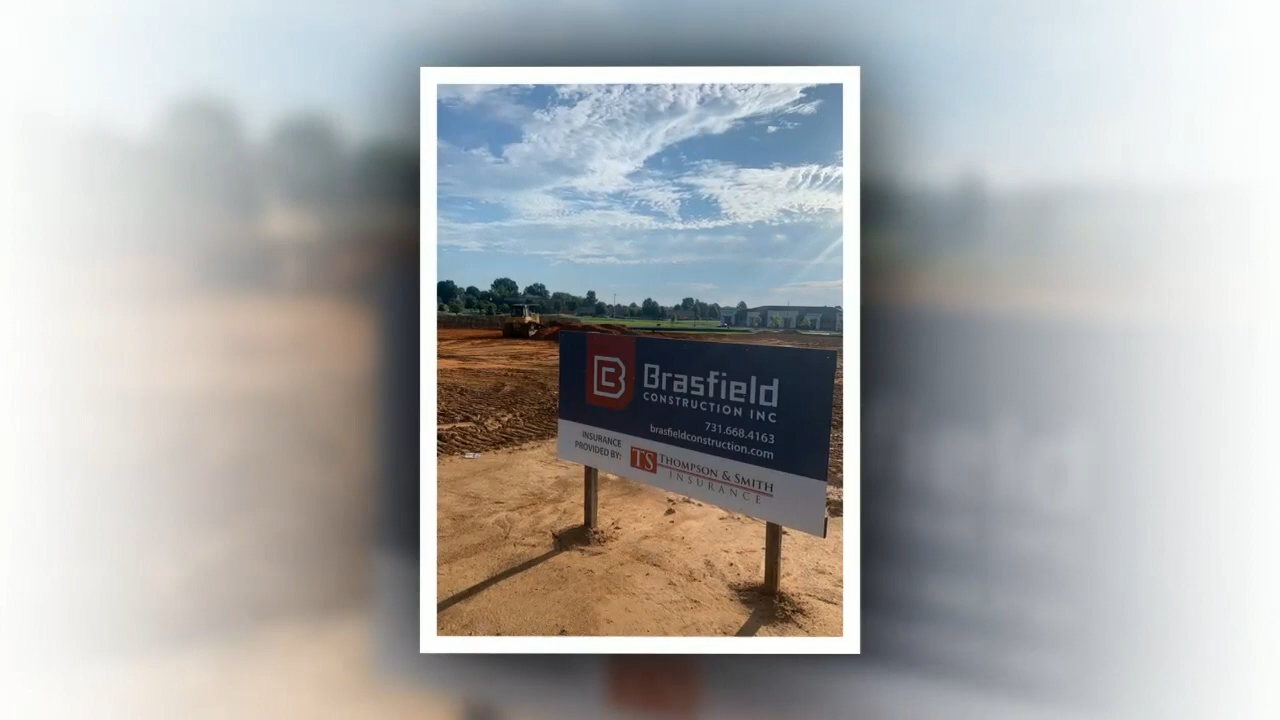 B
Brasfield
CONSTRUCTION INC
731.668.4163
brasfieldconstruction.com
INSURANCE
PROVIDED BY:
TS
THOMPSON & SMITH
INSURANCE